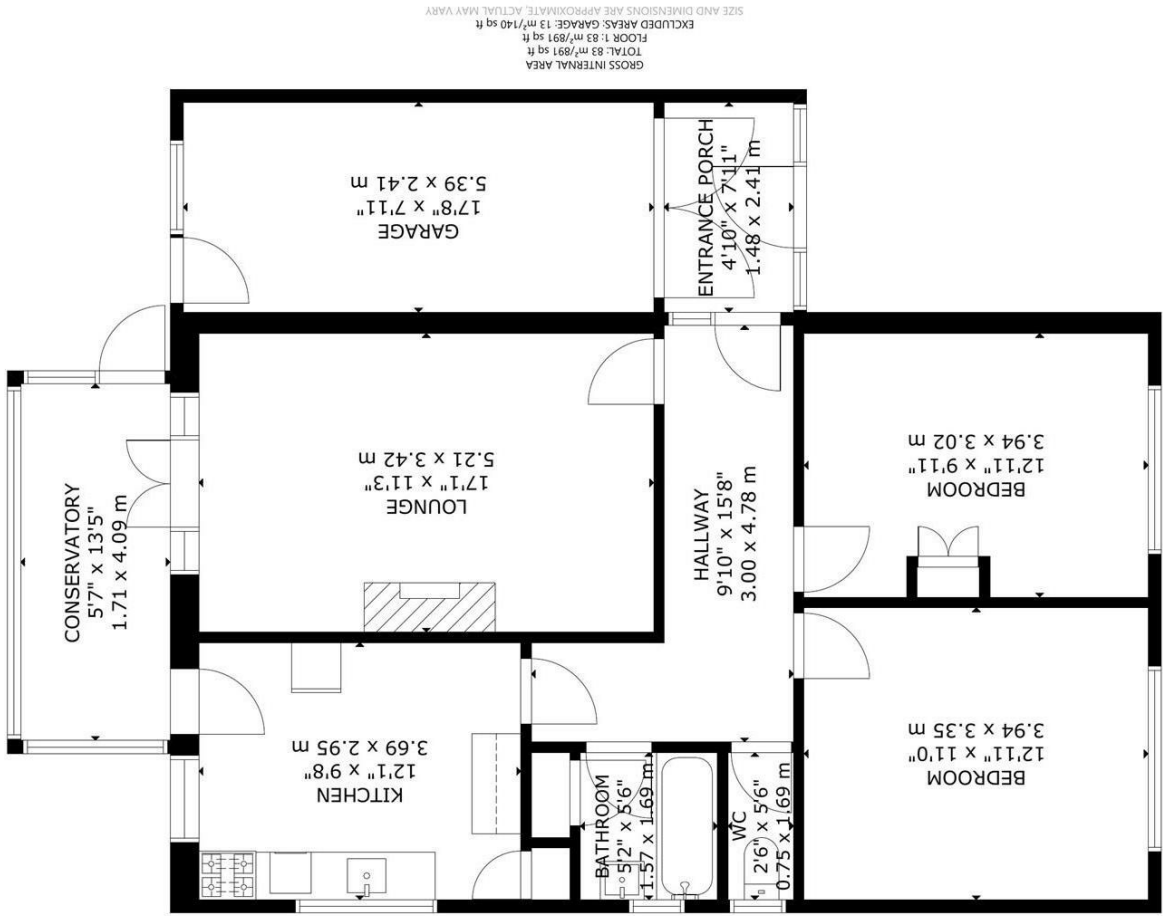 GROSS INTERNAL AREA
TOTAL: 83 m²/891 sq ft
FLOOR 1: 83 m²/891 sq ft
EXCLUDED AREAS: GARAGE: 13 m²/140 sq ft
SIZE AND DIMENSIONS ARE APPROXIMATE, ACTUAL MAY VARY
GARAGE
17'8" x 7'11"
5.39 x 2.41 m
ENTRANCE PORCH
4'10" x 7'11"
1.48 x 2.41 m
LOUNGE
17'1" x 11'3"
5.21 x 3.42 m
BEDROOM
12'11" x 9'11"
3.94 x 3.02 m
CONSERVATORY
5'7" x 13'5"
1.71 x 4.09 m
HALLWAY
9'10" x 15'8"
3.00 x 4.78 m
KITCHEN
12'1" x 9'8"
3.69 x 2.95 m
BATHROOM
5'2" x 5'6"
1.57 x 1.69 m
WC
2'6" x 5'6"
0.75 x 1.69 m
BEDROOM
12'11" x 11'0"
3.94 x 3.35 m